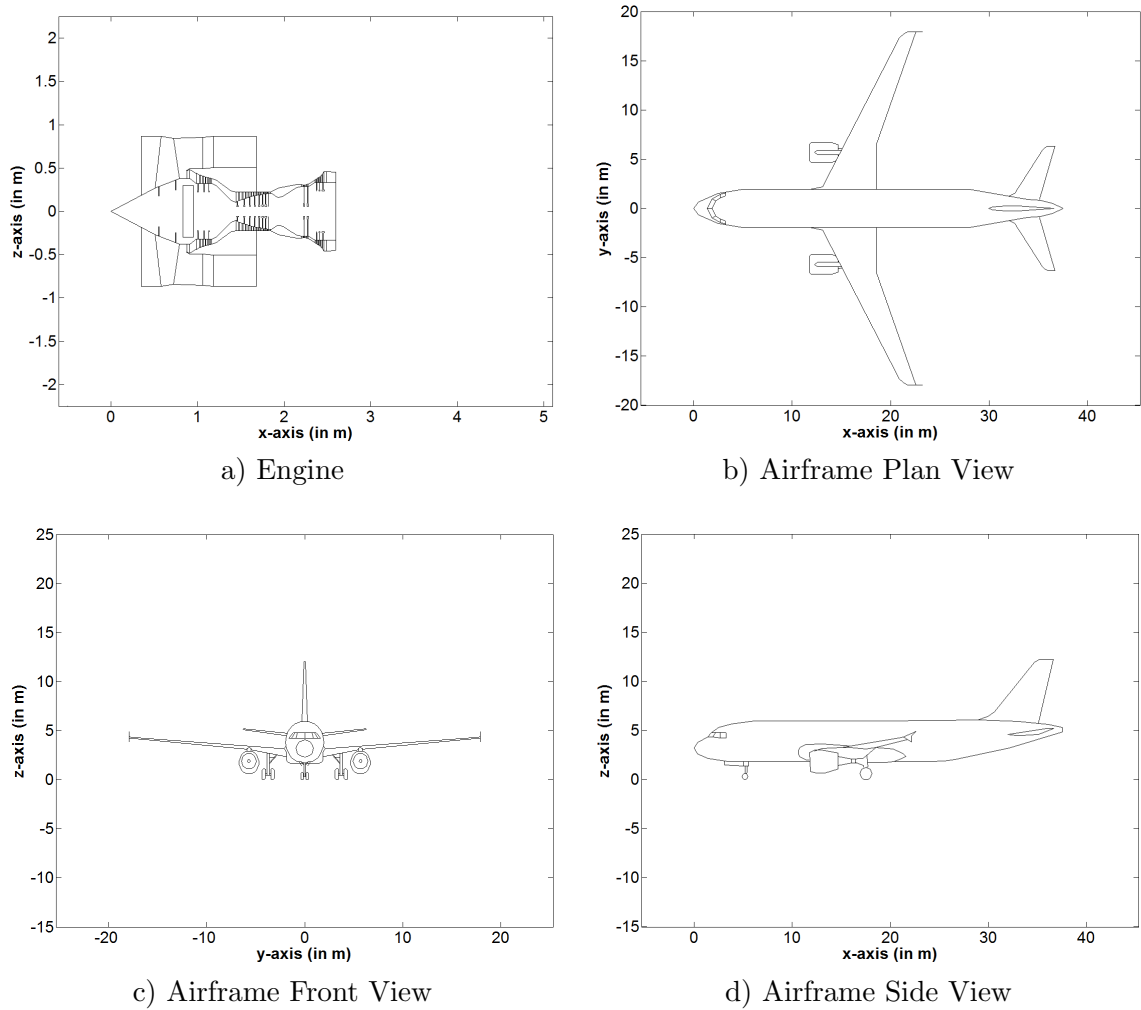 2
1.5
1
0.5
0
-0.5
-1
-1.5
-2
z-axis (in m)
0 1 2 3 4 5
x-axis (in m)
a) Engine
20
15
10
5
0
-5
-10
-15
-20
y-axis (in m)
0 10 20 30 40
x-axis (in m)
b) Airframe Plan View
25
20
15
10
5
0
-5
-10
-15
z-axis (in m)
-20 -10 0 10 20
y-axis (in m)
c) Airframe Front View
25
20
15
10
5
0
-5
-10
-15
z-axis (in m)
0 10 20 30 40
x-axis (in m)
d) Airframe Side View